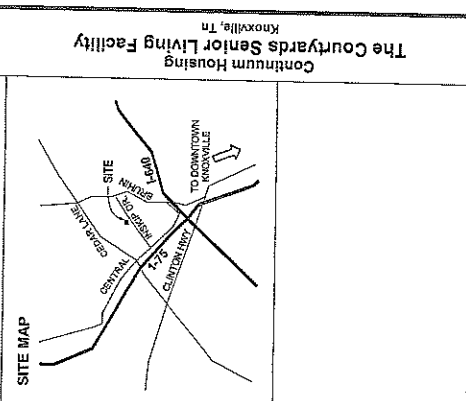 Continuum Housing
The Courtyards Senior Living Facility
Knoxville, Tn
SITE MAP
CEDAR LANE
SITE
CENTRAL
INSKIP DR.
BRUHIN
I-640
I-75
CLINTON HWY
TO DOWNTOWN
KNOXVILLE